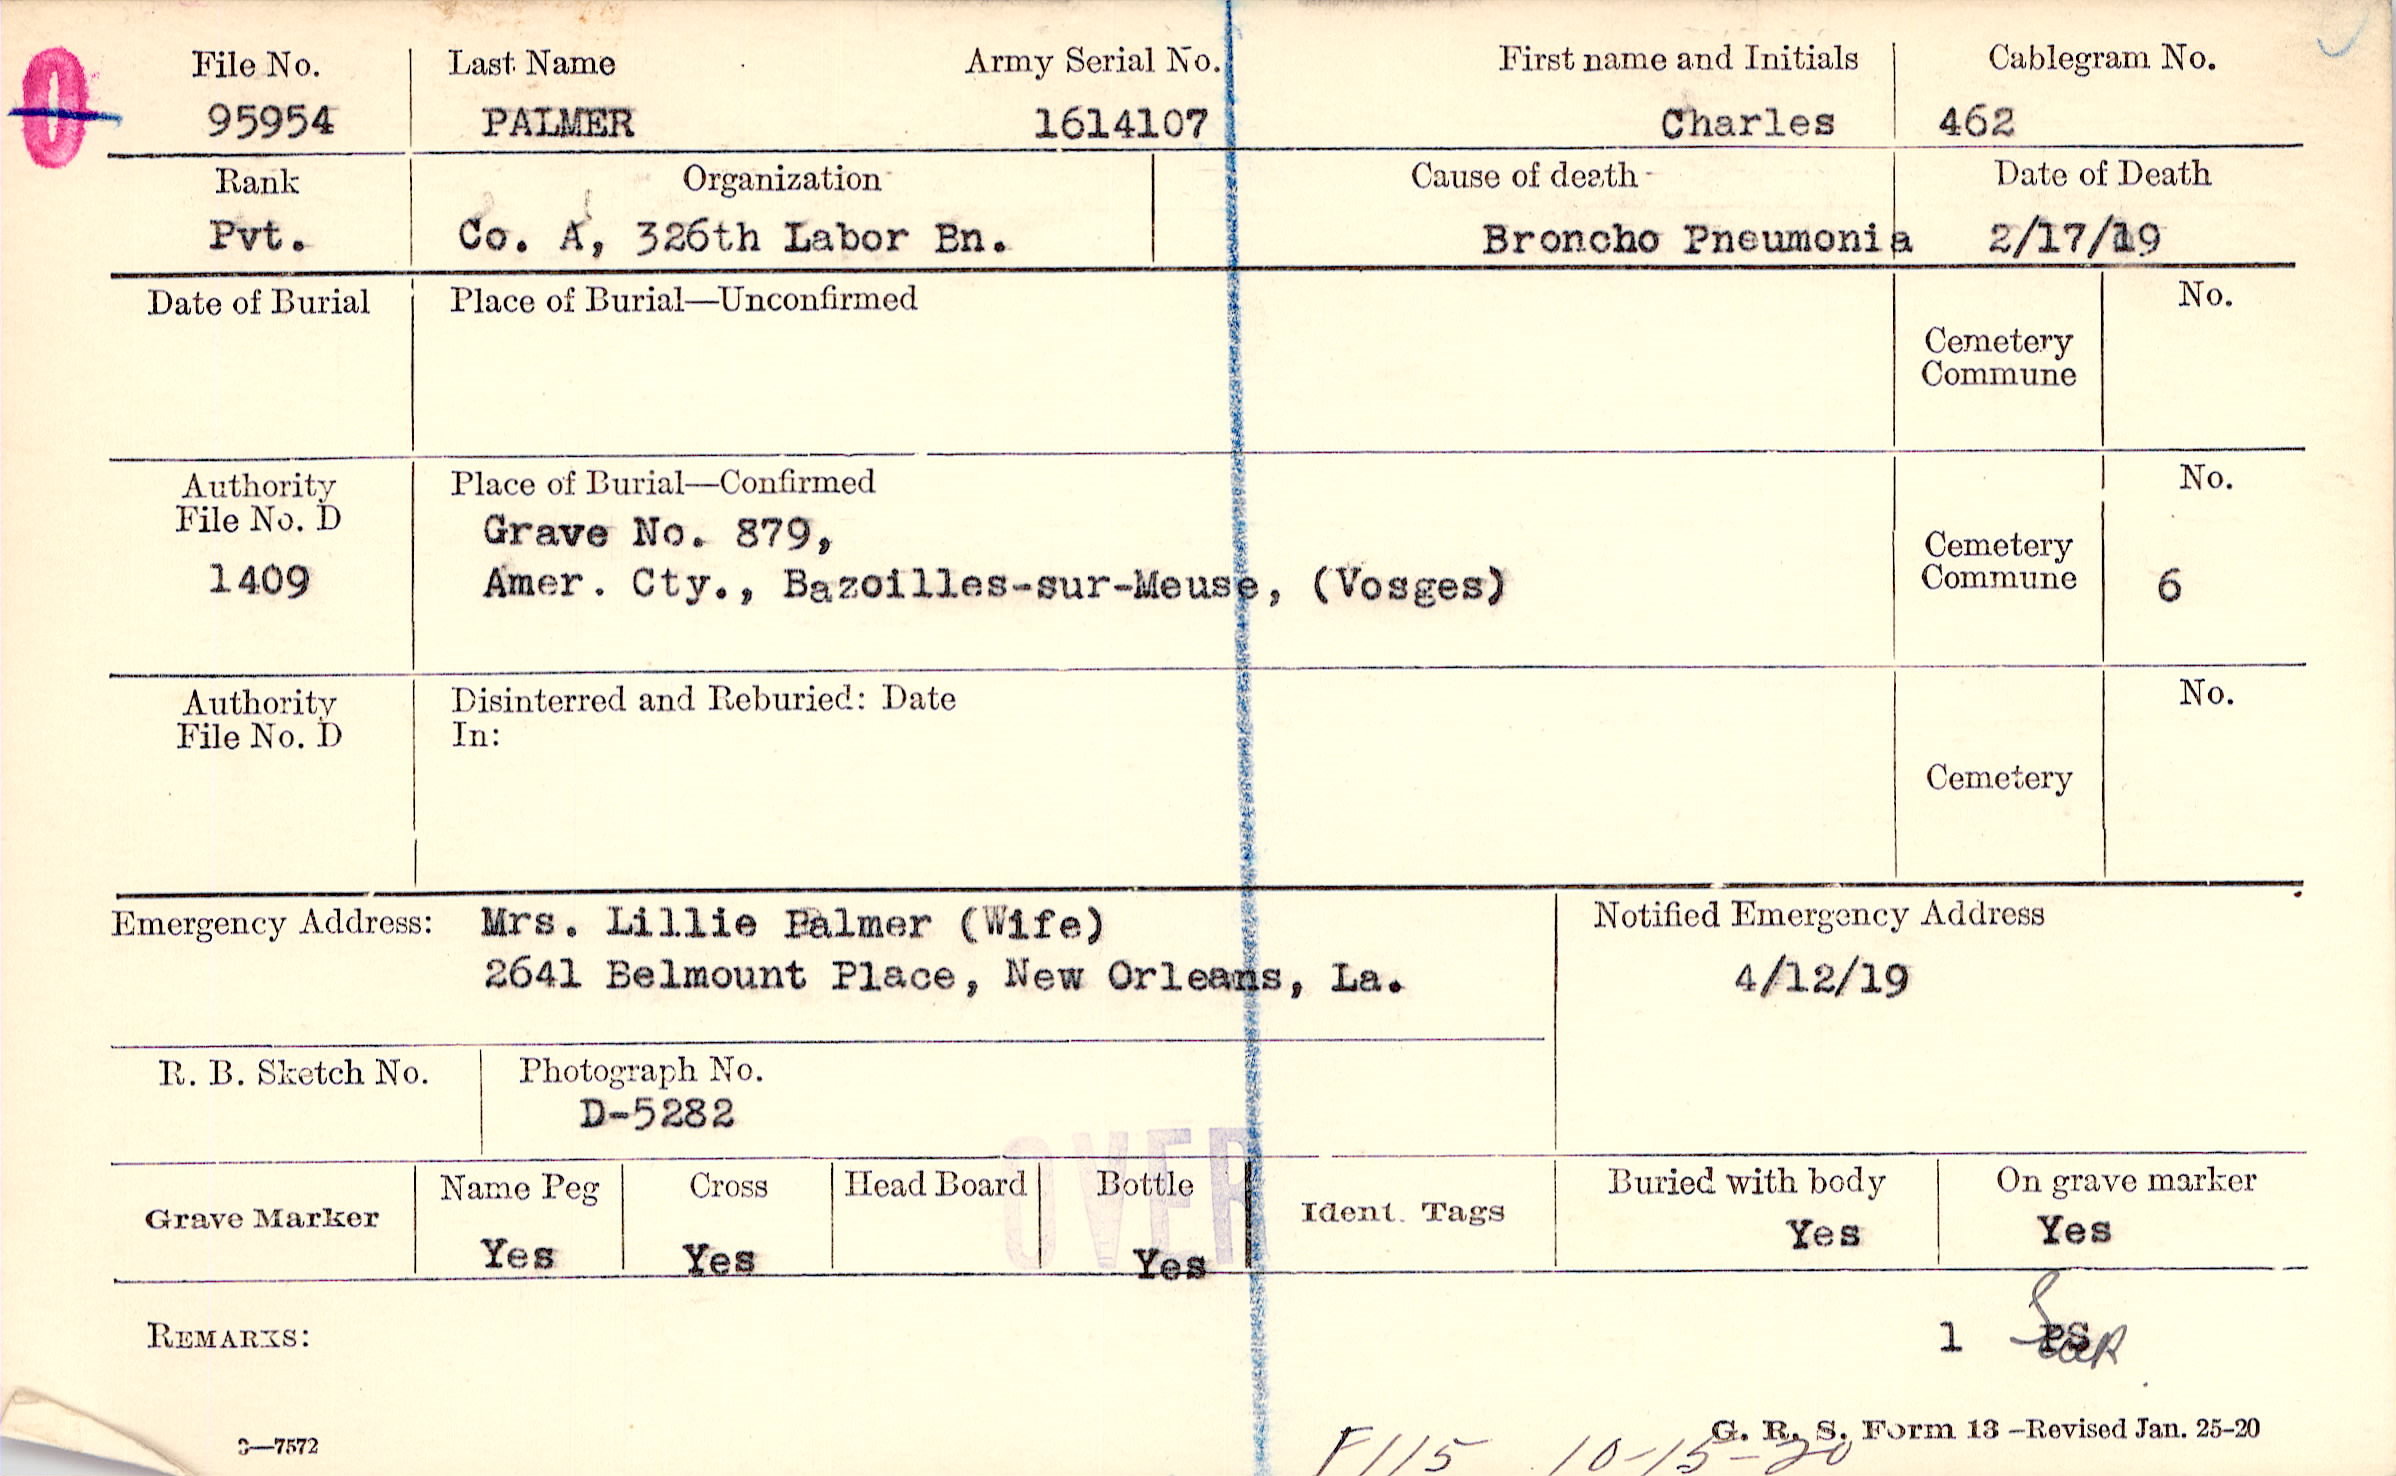 0
File No. Last Name Army Serial No. First name and Initials Cablegram No.
95954 PALMER 1614107 Charles 462
Rank Organization Cause of death Date of Death
Pvt. Co. A, 326th Labor Bn. Broncho Pneumonia 2/17/19
Date of Burial Place of Burial—Unconfirmed No.
Cemetery
Commune
Authority Place of Burial—Confirmed No.
File No. D Grave No. 879, Cemetery
1409 Amer. Cty., Bazoilles-sur-Meuse, (Vosges) Commune 6
Authority Disinterred and Reburied: Date No.
File No. D In:
Cemetery
Emergency Address: Mrs. Lillie Palmer (Wife) Notified Emergency Address
2641 Belmount Place, New Orleans, La. 4/12/19
R. B. Sketch No. Photograph No.
D-5282
OVER
Name Peg Cross Head Board Bottle Buried with body On grave marker
Grave Marker Ident. Tags
Yes Yes Yes Yes Yes
REMARKS: 1 PS
3—7572 G. R. S. Form 13—Revised Jan. 25-20
F115 10-15-20